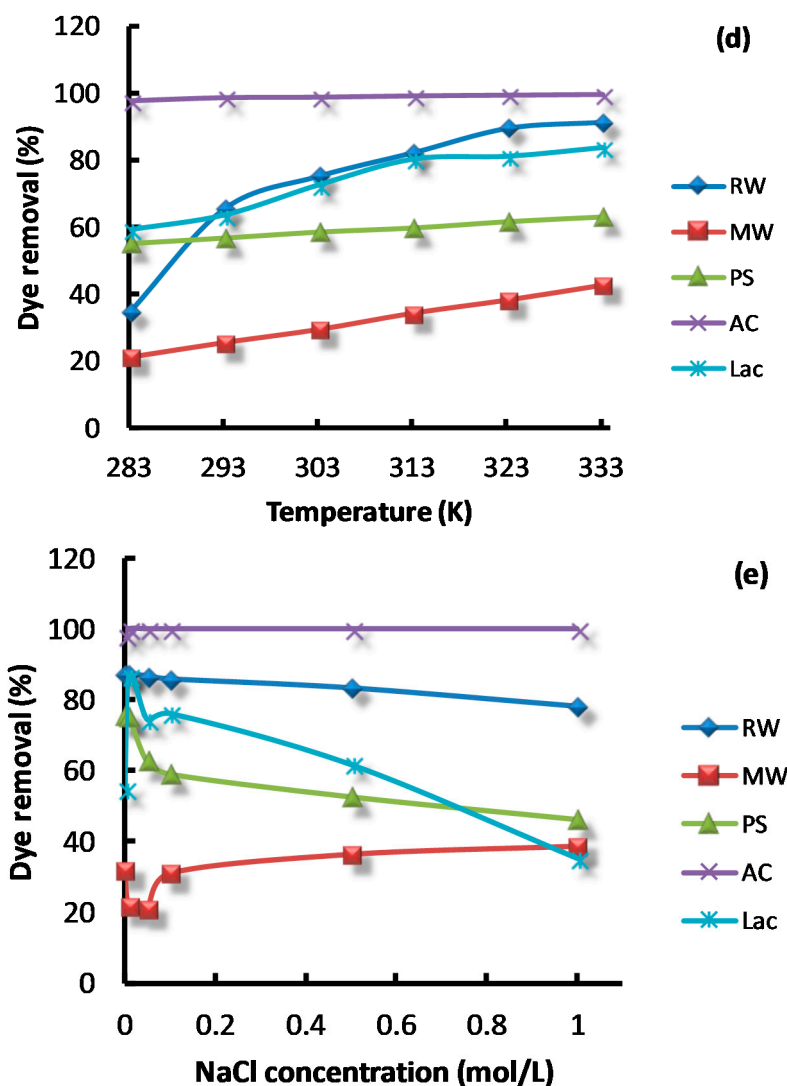 (d)
Dye removal (%)
120
100
80
60
40
20
0
283 293 303 313 323 333
Temperature (K)
RW
MW
PS
AC
Lac
(e)
Dye removal (%)
120
100
80
60
40
20
0
0 0.2 0.4 0.6 0.8 1
NaCl concentration (mol/L)
RW
MW
PS
AC
Lac